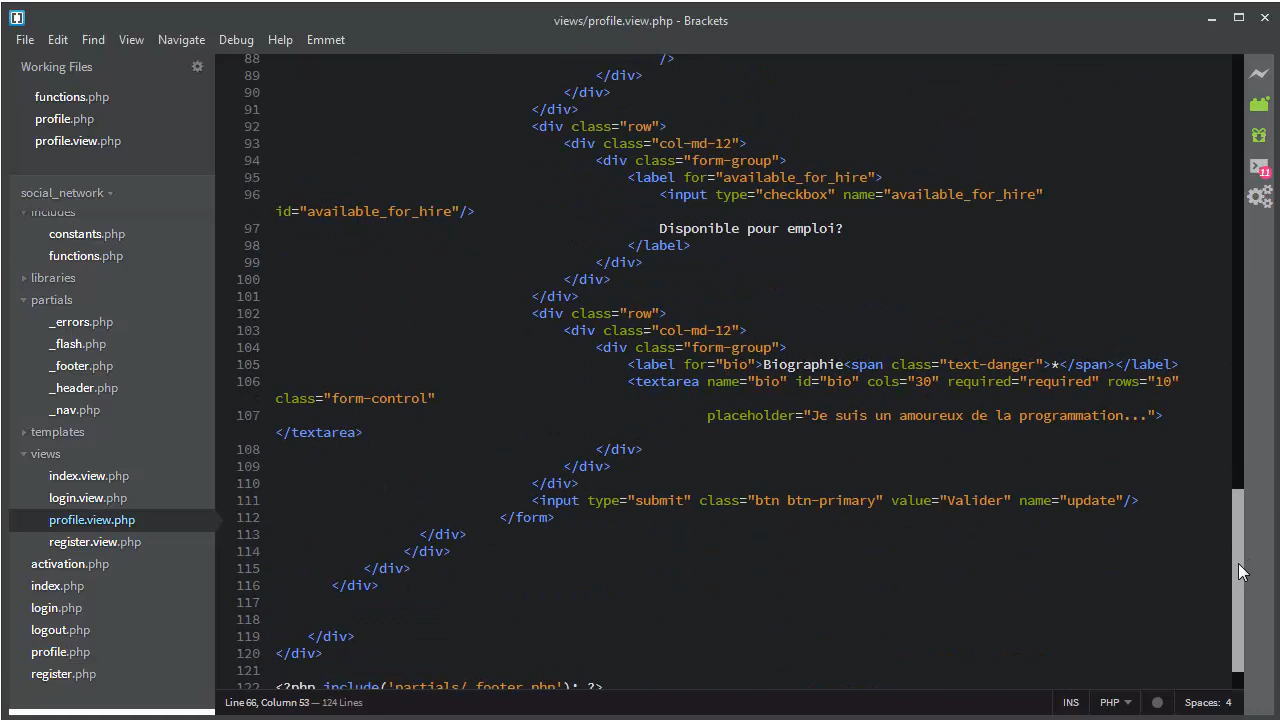 views/profile.view.php - Brackets
File Edit Find View Navigate Debug Help Emmet
Working Files
functions.php
profile.php
profile.view.php
social_network
includes
constants.php
functions.php
libraries
partials
_errors.php
_flash.php
_footer.php
_header.php
_nav.php
templates
views
index.view.php
login.view.php
profile.view.php
register.view.php
activation.php
index.php
login.php
logout.php
profile.php
register.php
88 />
89 </div>
90 </div>
91 </div>
92 <div class="row">
93 <div class="col-md-12">
94 <div class="form-group">
95 <label for="available_for_hire">
96 <input type="checkbox" name="available_for_hire"
id="available_for_hire"/>
97 Disponible pour emploi?
98 </label>
99 </div>
100 </div>
101 </div>
102 <div class="row">
103 <div class="col-md-12">
104 <div class="form-group">
105 <label for="bio">Biographie<span class="text-danger">*</span></label>
106 <textarea name="bio" id="bio" cols="30" required="required" rows="10"
class="form-control"
107 placeholder="Je suis un amoureux de la programmation...">
</textarea>
108 </div>
109 </div>
110 </div>
111 <input type="submit" class="btn btn-primary" value="Valider" name="update"/>
112 </form>
113 </div>
114 </div>
115 </div>
116 </div>
117
118
119 </div>
120 </div>
121
122 <?php include('partials/_footer.php'); ?>
11
Line 66, Column 53 — 124 Lines
INS PHP Spaces: 4